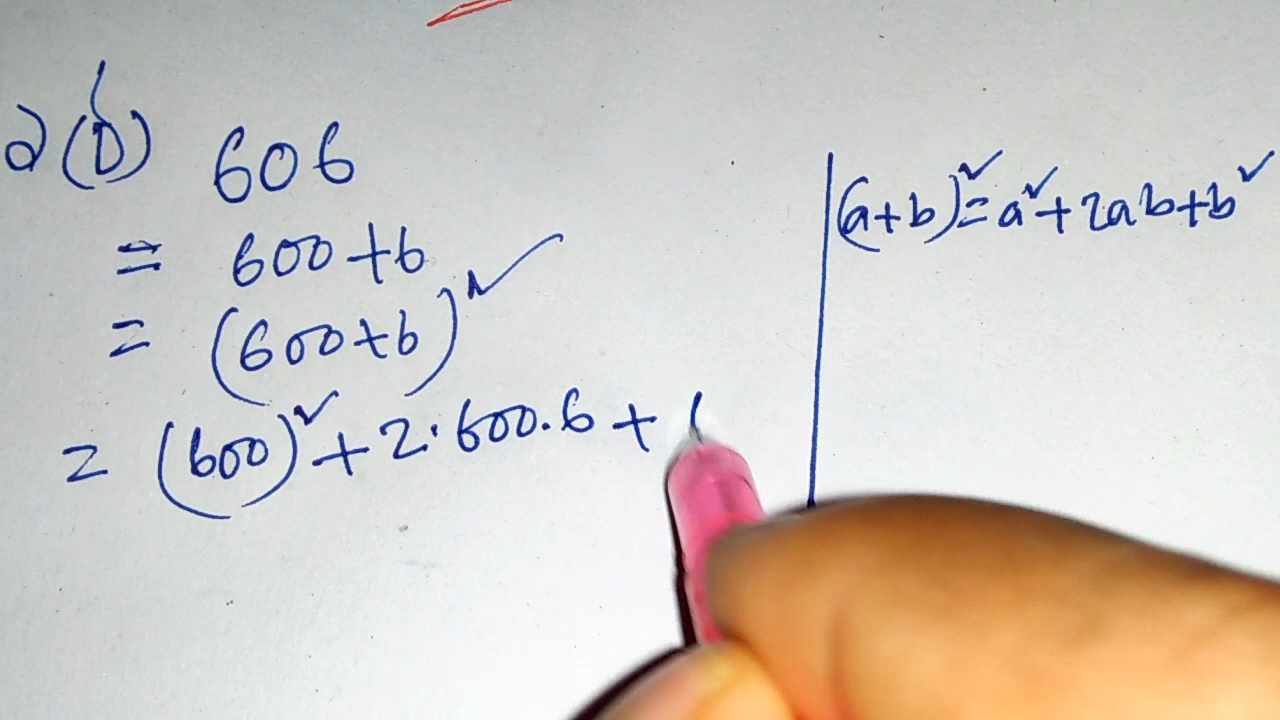 2(b) 606
= 600+6
= (600+6)²
= (600)² + 2·600·6 +
(a+b)² = a² + 2ab + b²